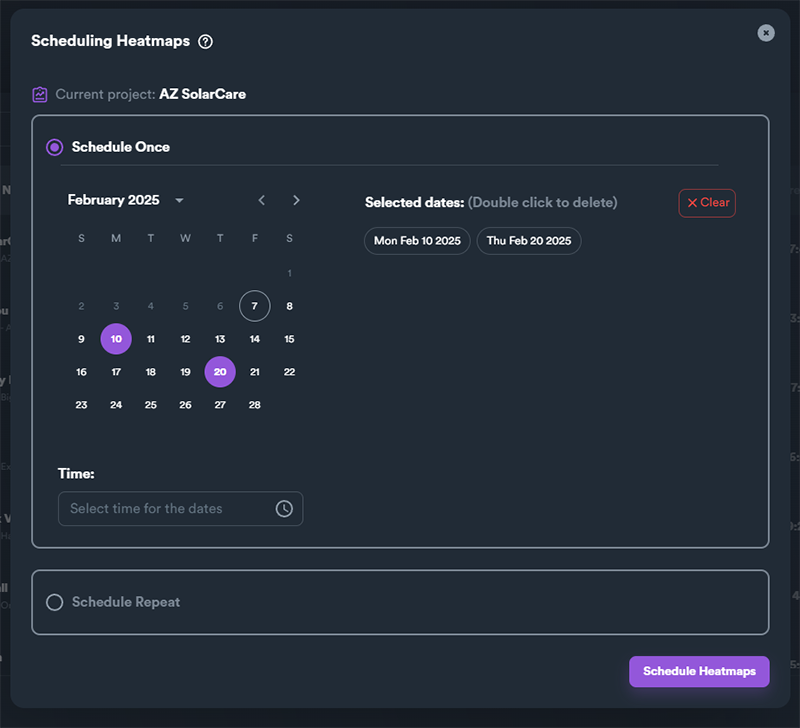 Scheduling Heatmaps
Current project: AZ SolarCare
Schedule Once
February 2025
Selected dates: (Double click to delete)
Clear
Mon Feb 10 2025 Thu Feb 20 2025
S M T W T F S
1
2 3 4 5 6 7 8
9 10 11 12 13 14 15
16 17 18 19 20 21 22
23 24 25 26 27 28
Time:
Select time for the dates
Schedule Repeat
Schedule Heatmaps